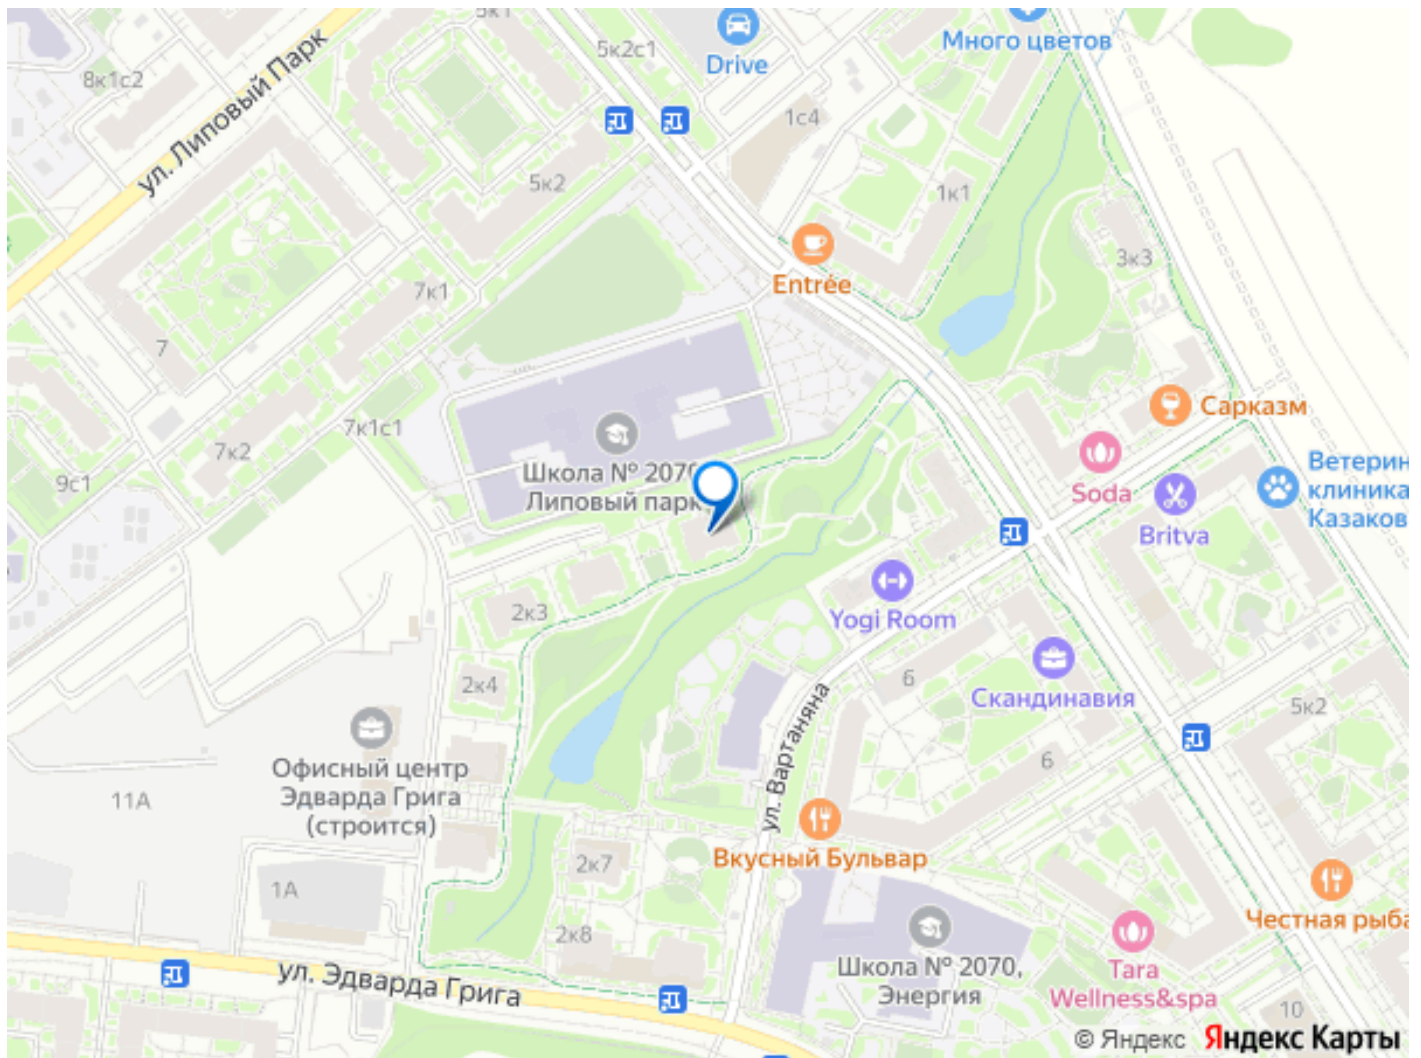 5к1
5к2с1
Много цветов
Drive
8к1с2
ул. Липовый Парк
1с4
5к2
1к1
3к3
Entrée
7к1
7
Сарказм
7к1с1
7к2
Школа № 2070,
Липовый парк
Soda
Ветерин
клиника
Казаков
9с1
Britva
2к3
Yogi Room
6
2к4
Скандинавия
5к2
ул. Вартаняна
6
Офисный центр
Эдварда Грига
(строится)
11А
Вкусный Бульвар
2к7
1А
Честная рыба
2к8
Школа № 2070,
Энергия
Tara
Wellness&spa
ул. Эдварда Грига
10
© Яндекс Яндекс Карты